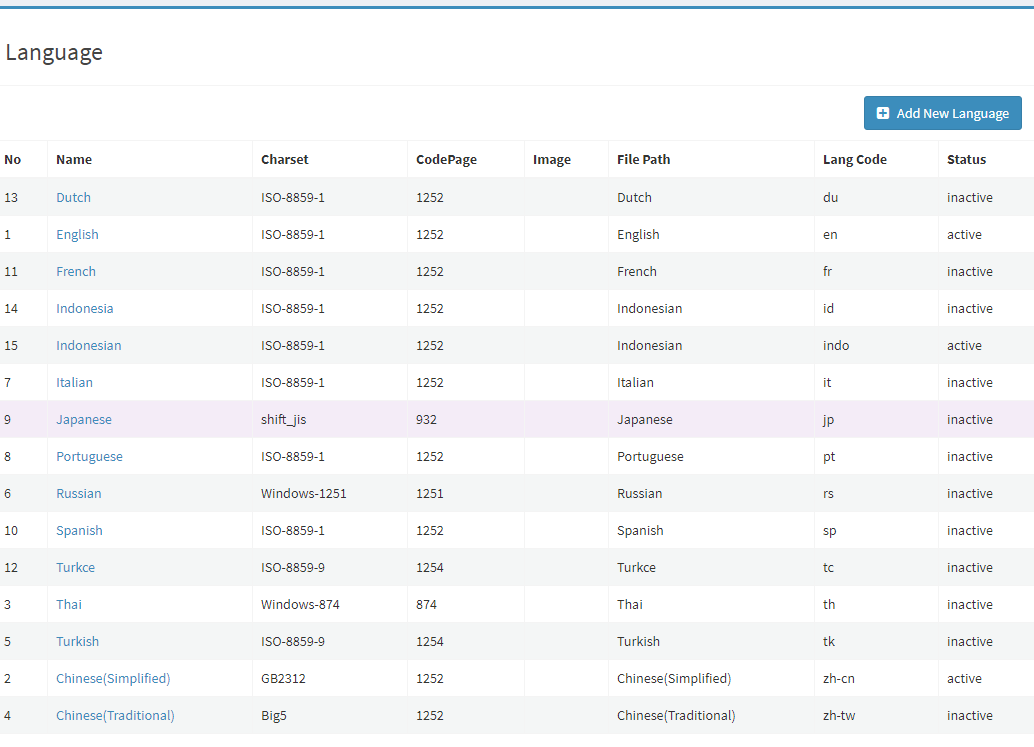 Language
Add New Language
No Name Charset CodePage Image File Path Lang Code Status
13 Dutch ISO-8859-1 1252 Dutch du inactive
1 English ISO-8859-1 1252 English en active
11 French ISO-8859-1 1252 French fr inactive
14 Indonesia ISO-8859-1 1252 Indonesian id inactive
15 Indonesian ISO-8859-1 1252 Indonesian indo active
7 Italian ISO-8859-1 1252 Italian it inactive
9 Japanese shift_jis 932 Japanese jp inactive
8 Portuguese ISO-8859-1 1252 Portuguese pt inactive
6 Russian Windows-1251 1251 Russian rs inactive
10 Spanish ISO-8859-1 1252 Spanish sp inactive
12 Turkce ISO-8859-9 1254 Turkce tc inactive
3 Thai Windows-874 874 Thai th inactive
5 Turkish ISO-8859-9 1254 Turkish tk inactive
2 Chinese(Simplified) GB2312 1252 Chinese(Simplified) zh-cn active
4 Chinese(Traditional) Big5 1252 Chinese(Traditional) zh-tw inactive